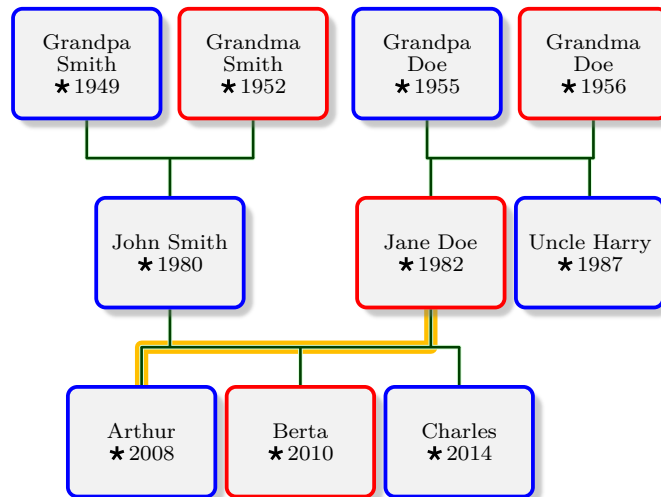 Grandpa
Smith
★ 1949
Grandma
Smith
★ 1952
Grandpa
Doe
★ 1955
Grandma
Doe
★ 1956
John Smith
★ 1980
Jane Doe
★ 1982
Uncle Harry
★ 1987
Arthur
★ 2008
Berta
★ 2010
Charles
★ 2014